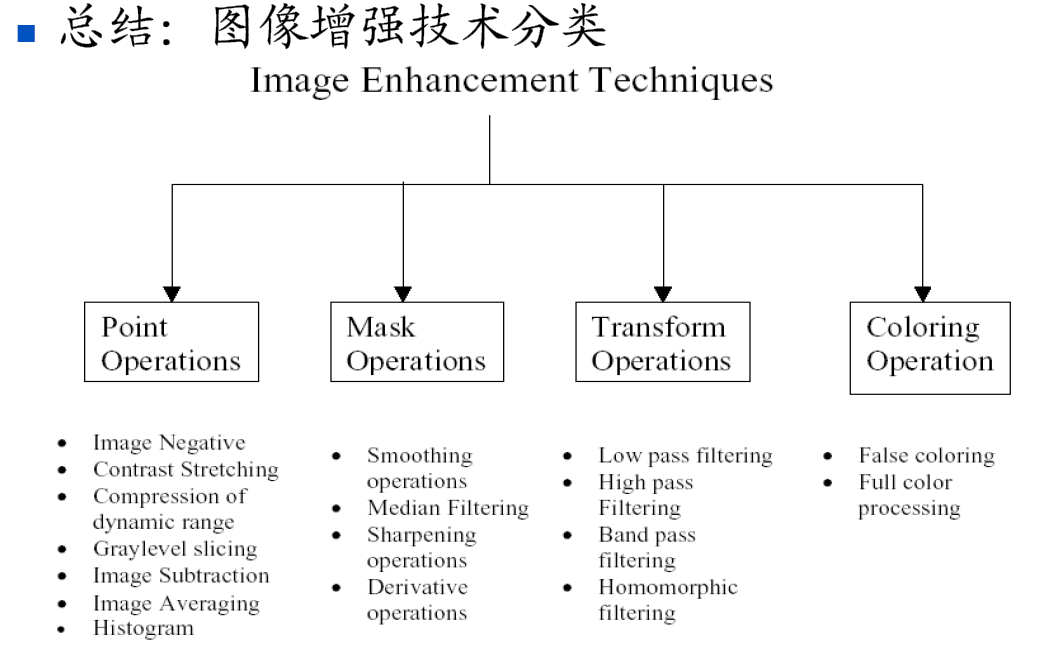 总结：图像增强技术分类
Image Enhancement Techniques
Point
Operations
Mask
Operations
Transform
Operations
Coloring
Operation
Image Negative
Contrast Stretching
Compression of
dynamic range
Graylevel slicing
Image Subtraction
Image Averaging
Histogram
Smoothing
operations
Median Filtering
Sharpening
operations
Derivative
operations
Low pass filtering
High pass
Filtering
Band pass
filtering
Homomorphic
filtering
False coloring
Full color
processing